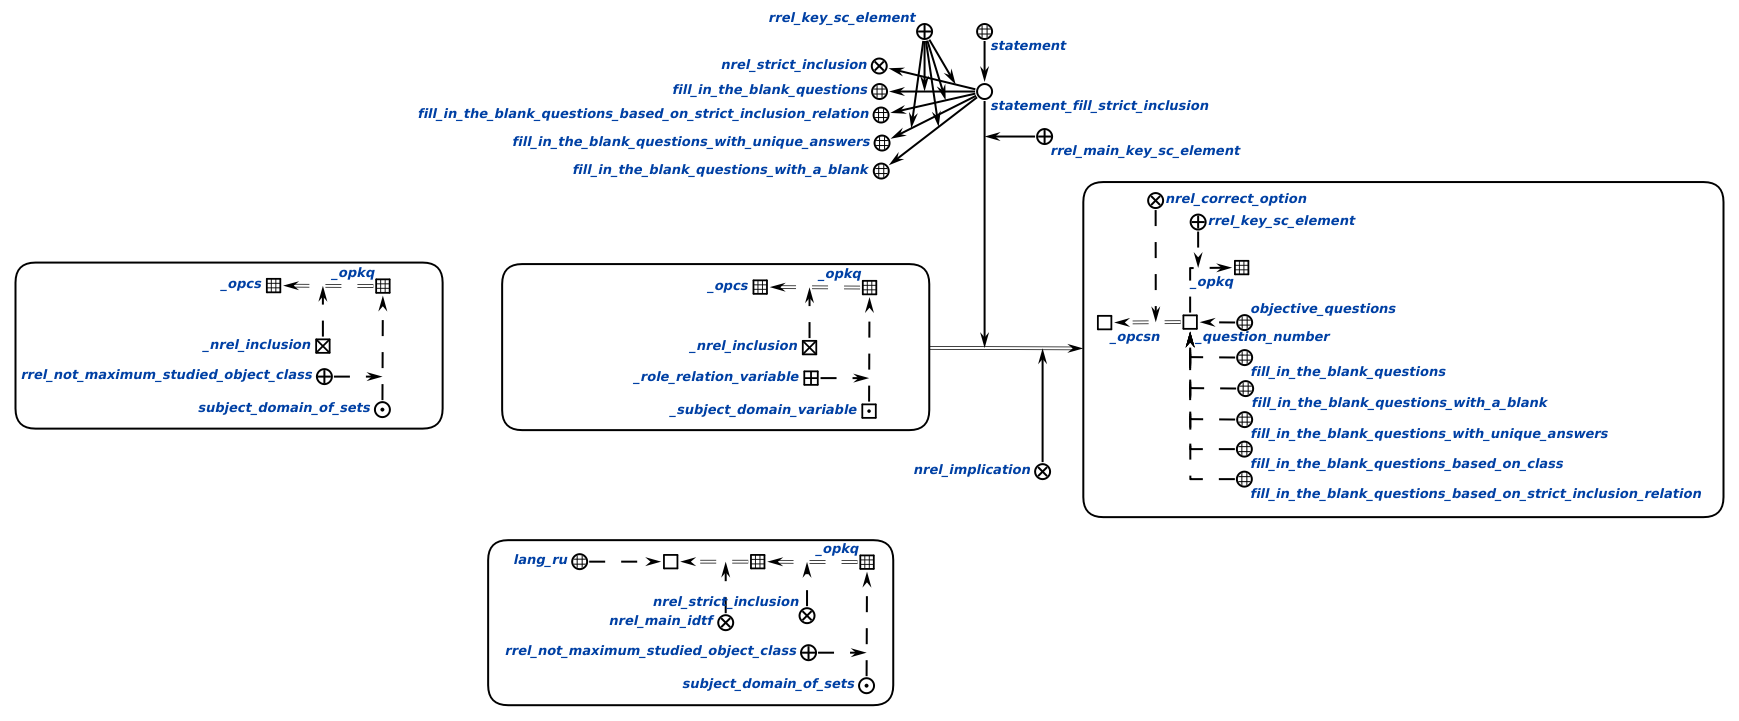 rrel_key_sc_element
statement
nrel_strict_inclusion
fill_in_the_blank_questions
statement_fill_strict_inclusion
fill_in_the_blank_questions_based_on_strict_inclusion_relation
fill_in_the_blank_questions_with_unique_answers
rrel_main_key_sc_element
fill_in_the_blank_questions_with_a_blank
_opcs
_opkq
_nrel_inclusion
rrel_not_maximum_studied_object_class
subject_domain_of_sets
_opcs
_opkq
_nrel_inclusion
_role_relation_variable
_subject_domain_variable
nrel_implication
nrel_correct_option
rrel_key_sc_element
_opkq
objective_questions
_opcsn
_question_number
fill_in_the_blank_questions
fill_in_the_blank_questions_with_a_blank
fill_in_the_blank_questions_with_unique_answers
fill_in_the_blank_questions_based_on_class
fill_in_the_blank_questions_based_on_strict_inclusion_relation
lang_ru
_opkq
nrel_strict_inclusion
nrel_main_idtf
rrel_not_maximum_studied_object_class
subject_domain_of_sets